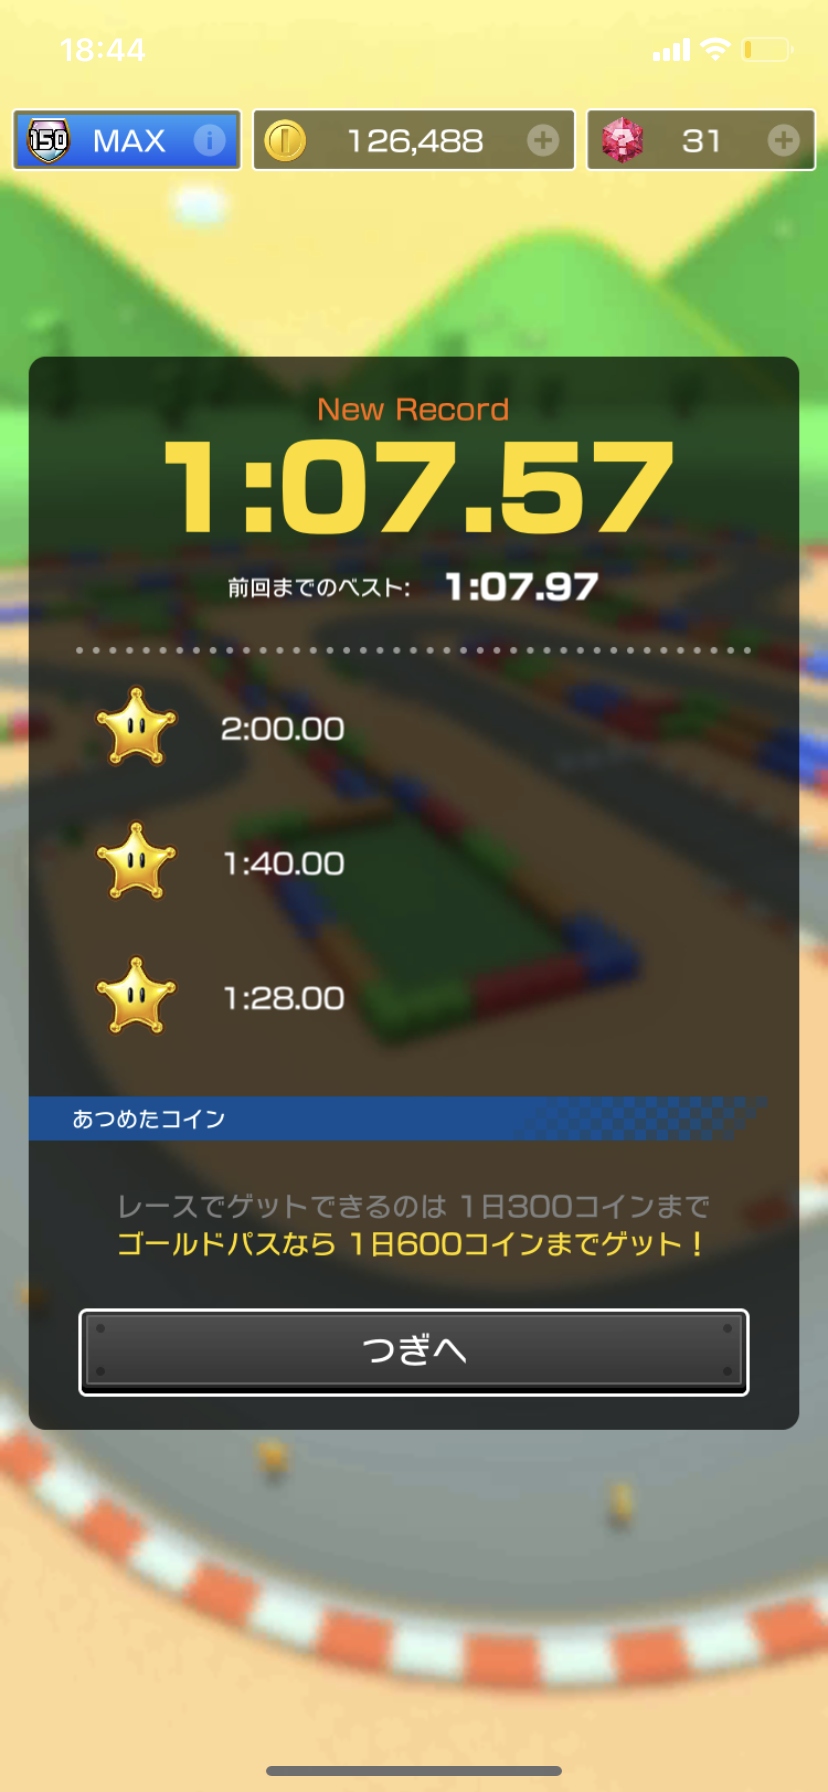 18:44
150 MAX i 126,488 + ? 31 +
New Record
1:07.57
前回までのベスト: 1:07.97
2:00.00
1:40.00
1:28.00
あつめたコイン
レースでゲットできるのは 1日300コインまで
ゴールドパスなら 1日600コインまでゲット！
つぎへ